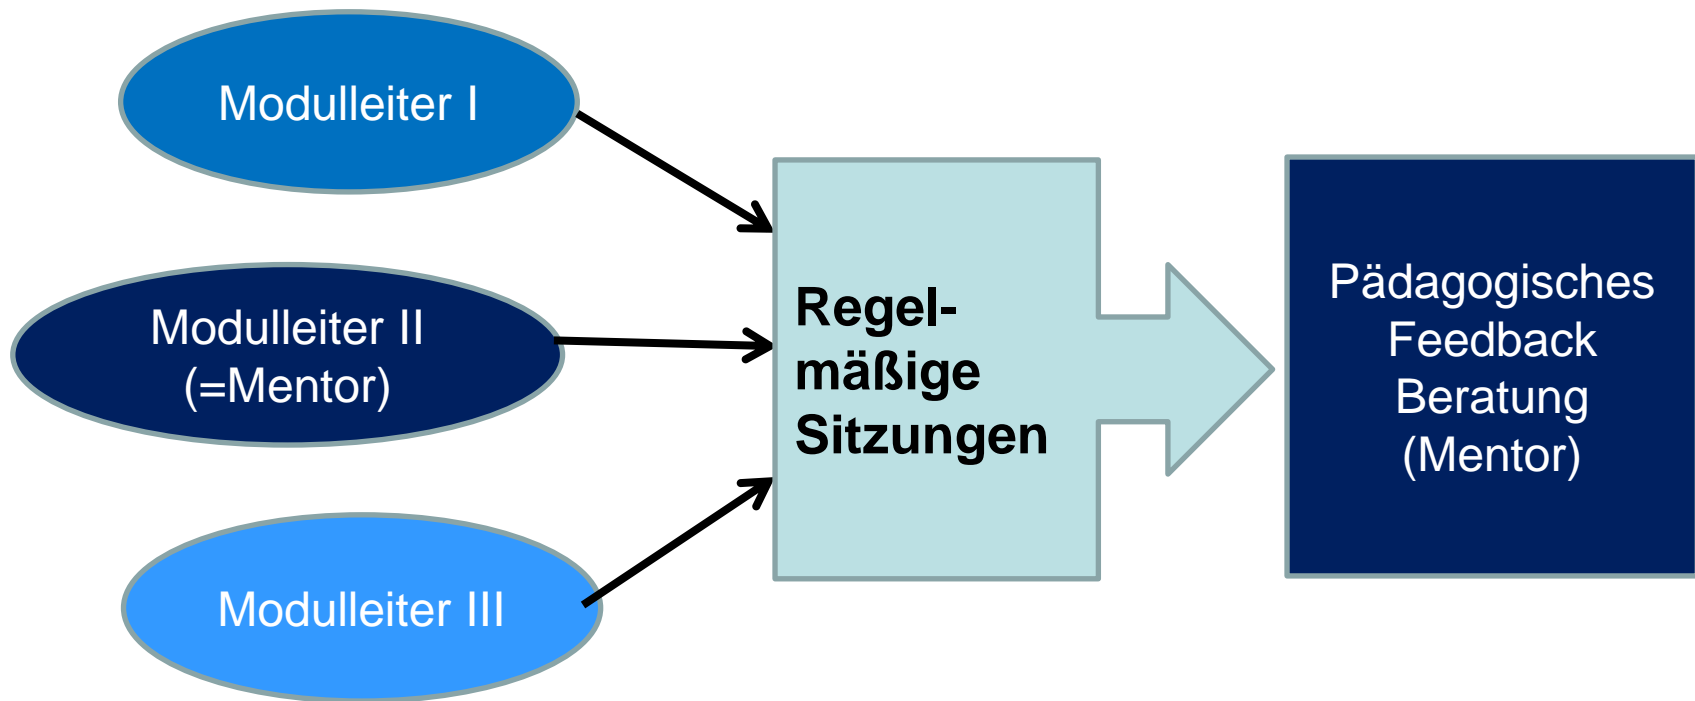 Modulleiter I
Modulleiter II
(=Mentor)
Modulleiter III
Regel-
mäßige
Sitzungen
Pädagogisches
Feedback
Beratung
(Mentor)